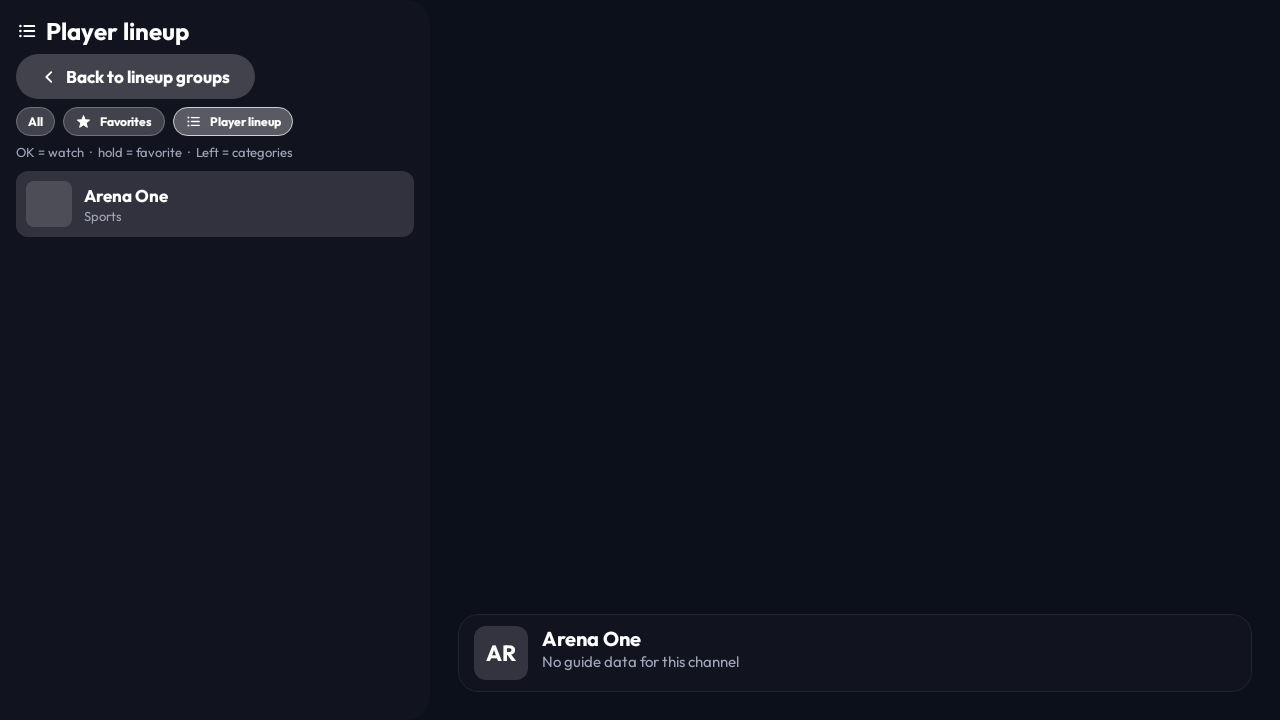 Player lineup
Back to lineup groups
All
Favorites
Player lineup
OK = watch · hold = favorite · Left = categories
Arena One
Sports
AR
Arena One
No guide data for this channel